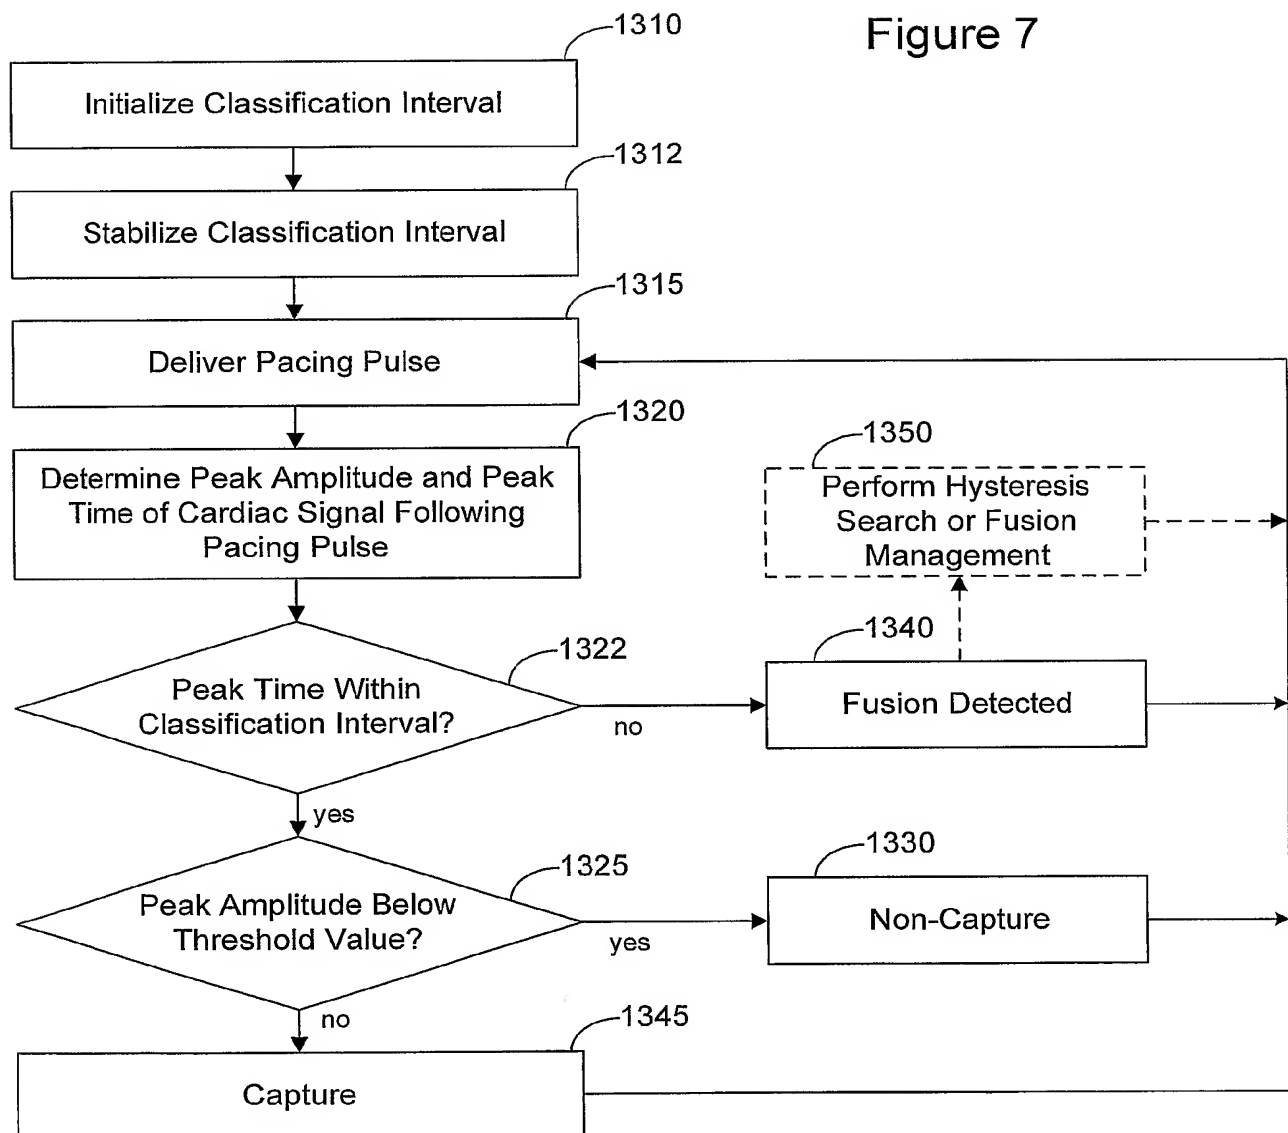 Figure 7
1310
Initialize Classification Interval
1312
Stabilize Classification Interval
1315
Deliver Pacing Pulse
1320
Determine Peak Amplitude and Peak
Time of Cardiac Signal Following
Pacing Pulse
1350
Perform Hysteresis
Search or Fusion
Management
1322
Peak Time Within
Classification Interval?
no
1340
Fusion Detected
yes
1325
Peak Amplitude Below
Threshold Value?
yes
1330
Non-Capture
no
1345
Capture